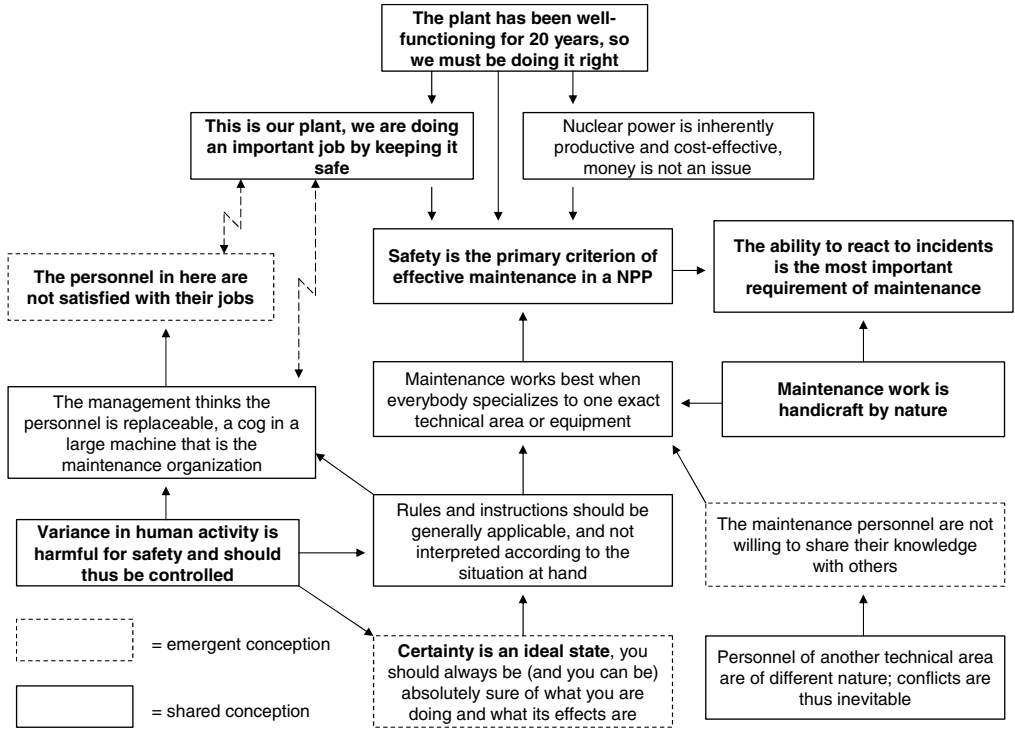 The plant has been well-
functioning for 20 years, so
we must be doing it right
This is our plant, we are doing
an important job by keeping it
safe
Nuclear power is inherently
productive and cost-effective,
money is not an issue
Safety is the primary criterion of
effective maintenance in a NPP
The ability to react to incidents
is the most important
requirement of maintenance
The personnel in here are
not satisfied with their jobs
Maintenance works best when
everybody specializes to one exact
technical area or equipment
Maintenance work is
handicraft by nature
The management thinks the
personnel is replaceable, a cog in a
large machine that is the
maintenance organization
Rules and instructions should be
generally applicable, and not
interpreted according to the
situation at hand
The maintenance personnel are not
willing to share their knowledge
with others
Variance in human activity is
harmful for safety and should
thus be controlled
Certainty is an ideal state, you
should always be (and you can be)
absolutely sure of what you are
doing and what its effects are
Personnel of another technical area
are of different nature; conflicts are
thus inevitable
= emergent conception
= shared conception